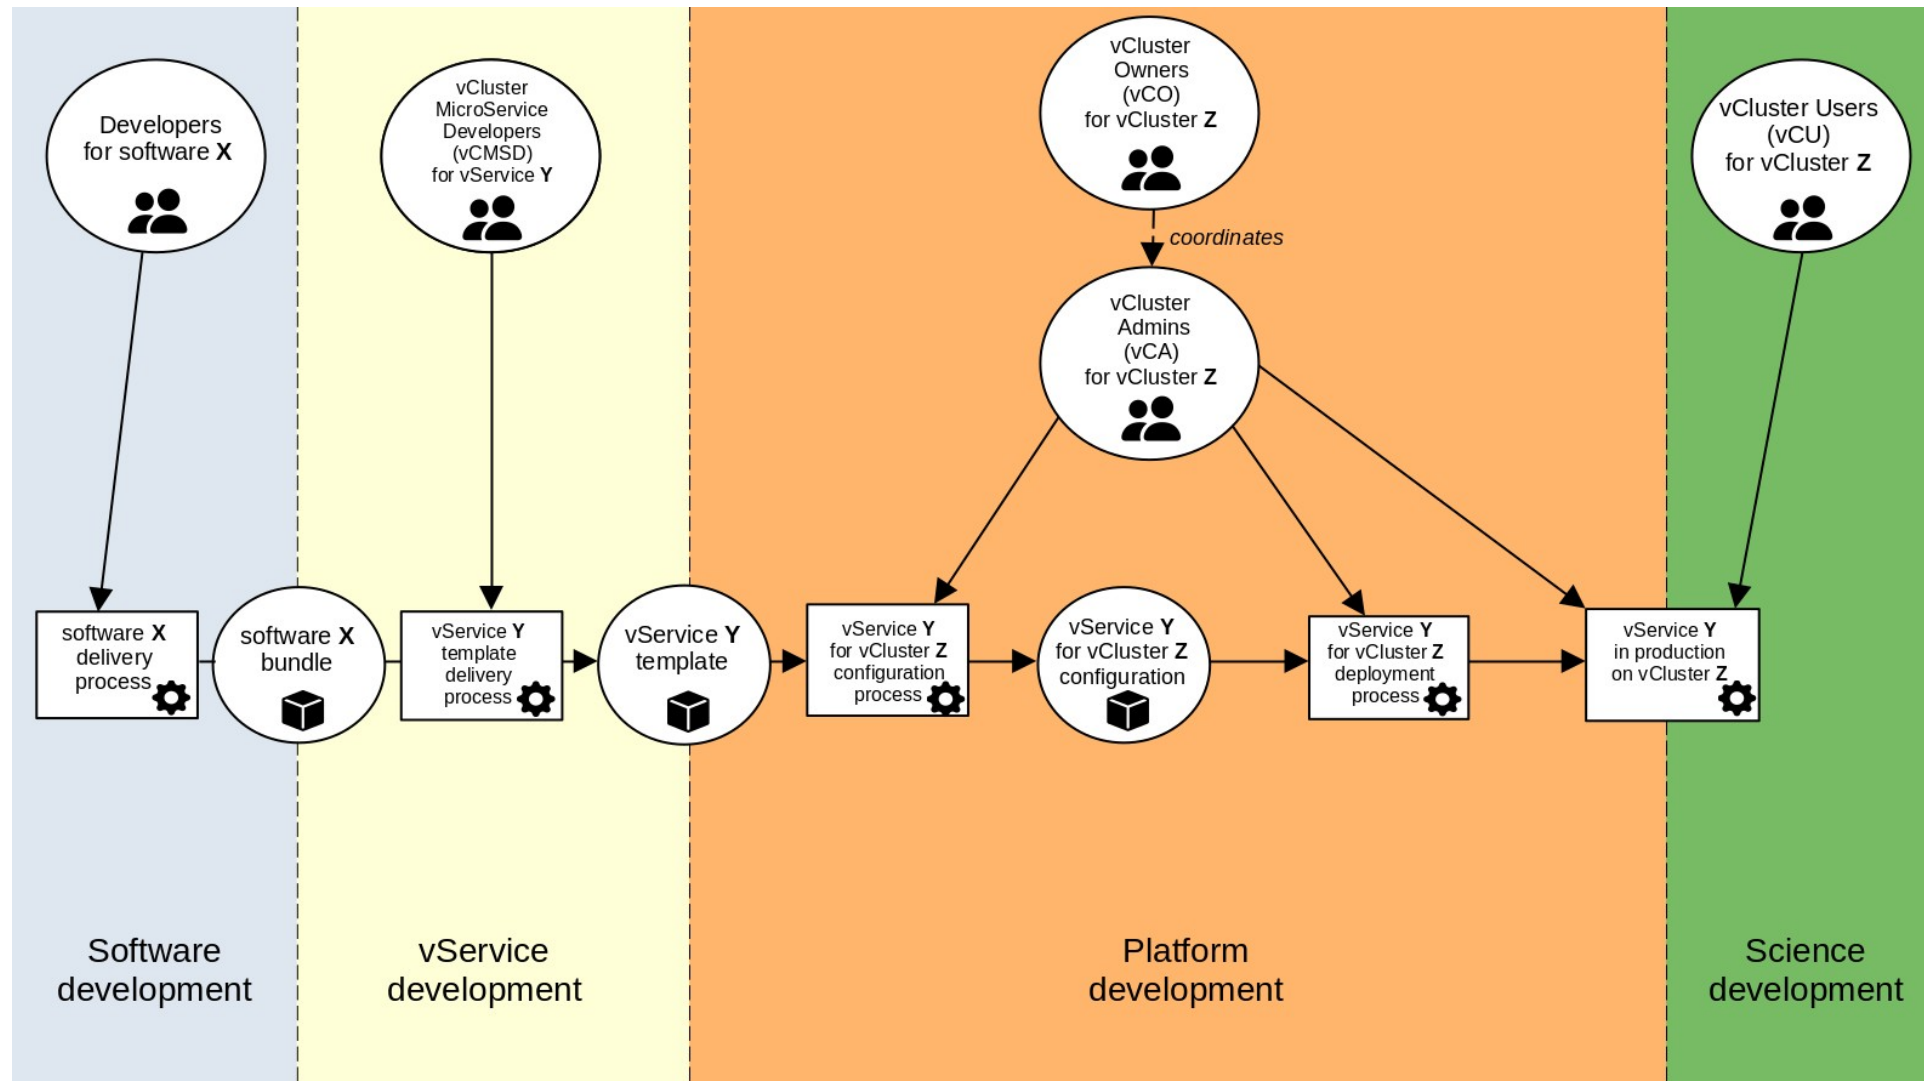 Developers
for software X
vCluster
MicroService
Developers
(vCMSD)
for vService Y
vCluster
Owners
(vCO)
for vCluster Z
coordinates
vCluster
Admins
(vCA)
for vCluster Z
vCluster Users
(vCU)
for vCluster Z
software X
delivery
process
software X
bundle
vService Y
template
delivery
process
vService Y
template
vService Y
for vCluster Z
configuration
process
vService Y
for vCluster Z
configuration
vService Y
for vCluster Z
deployment
process
vService Y
in production
on vCluster Z
Software
development
vService
development
Platform
development
Science
development